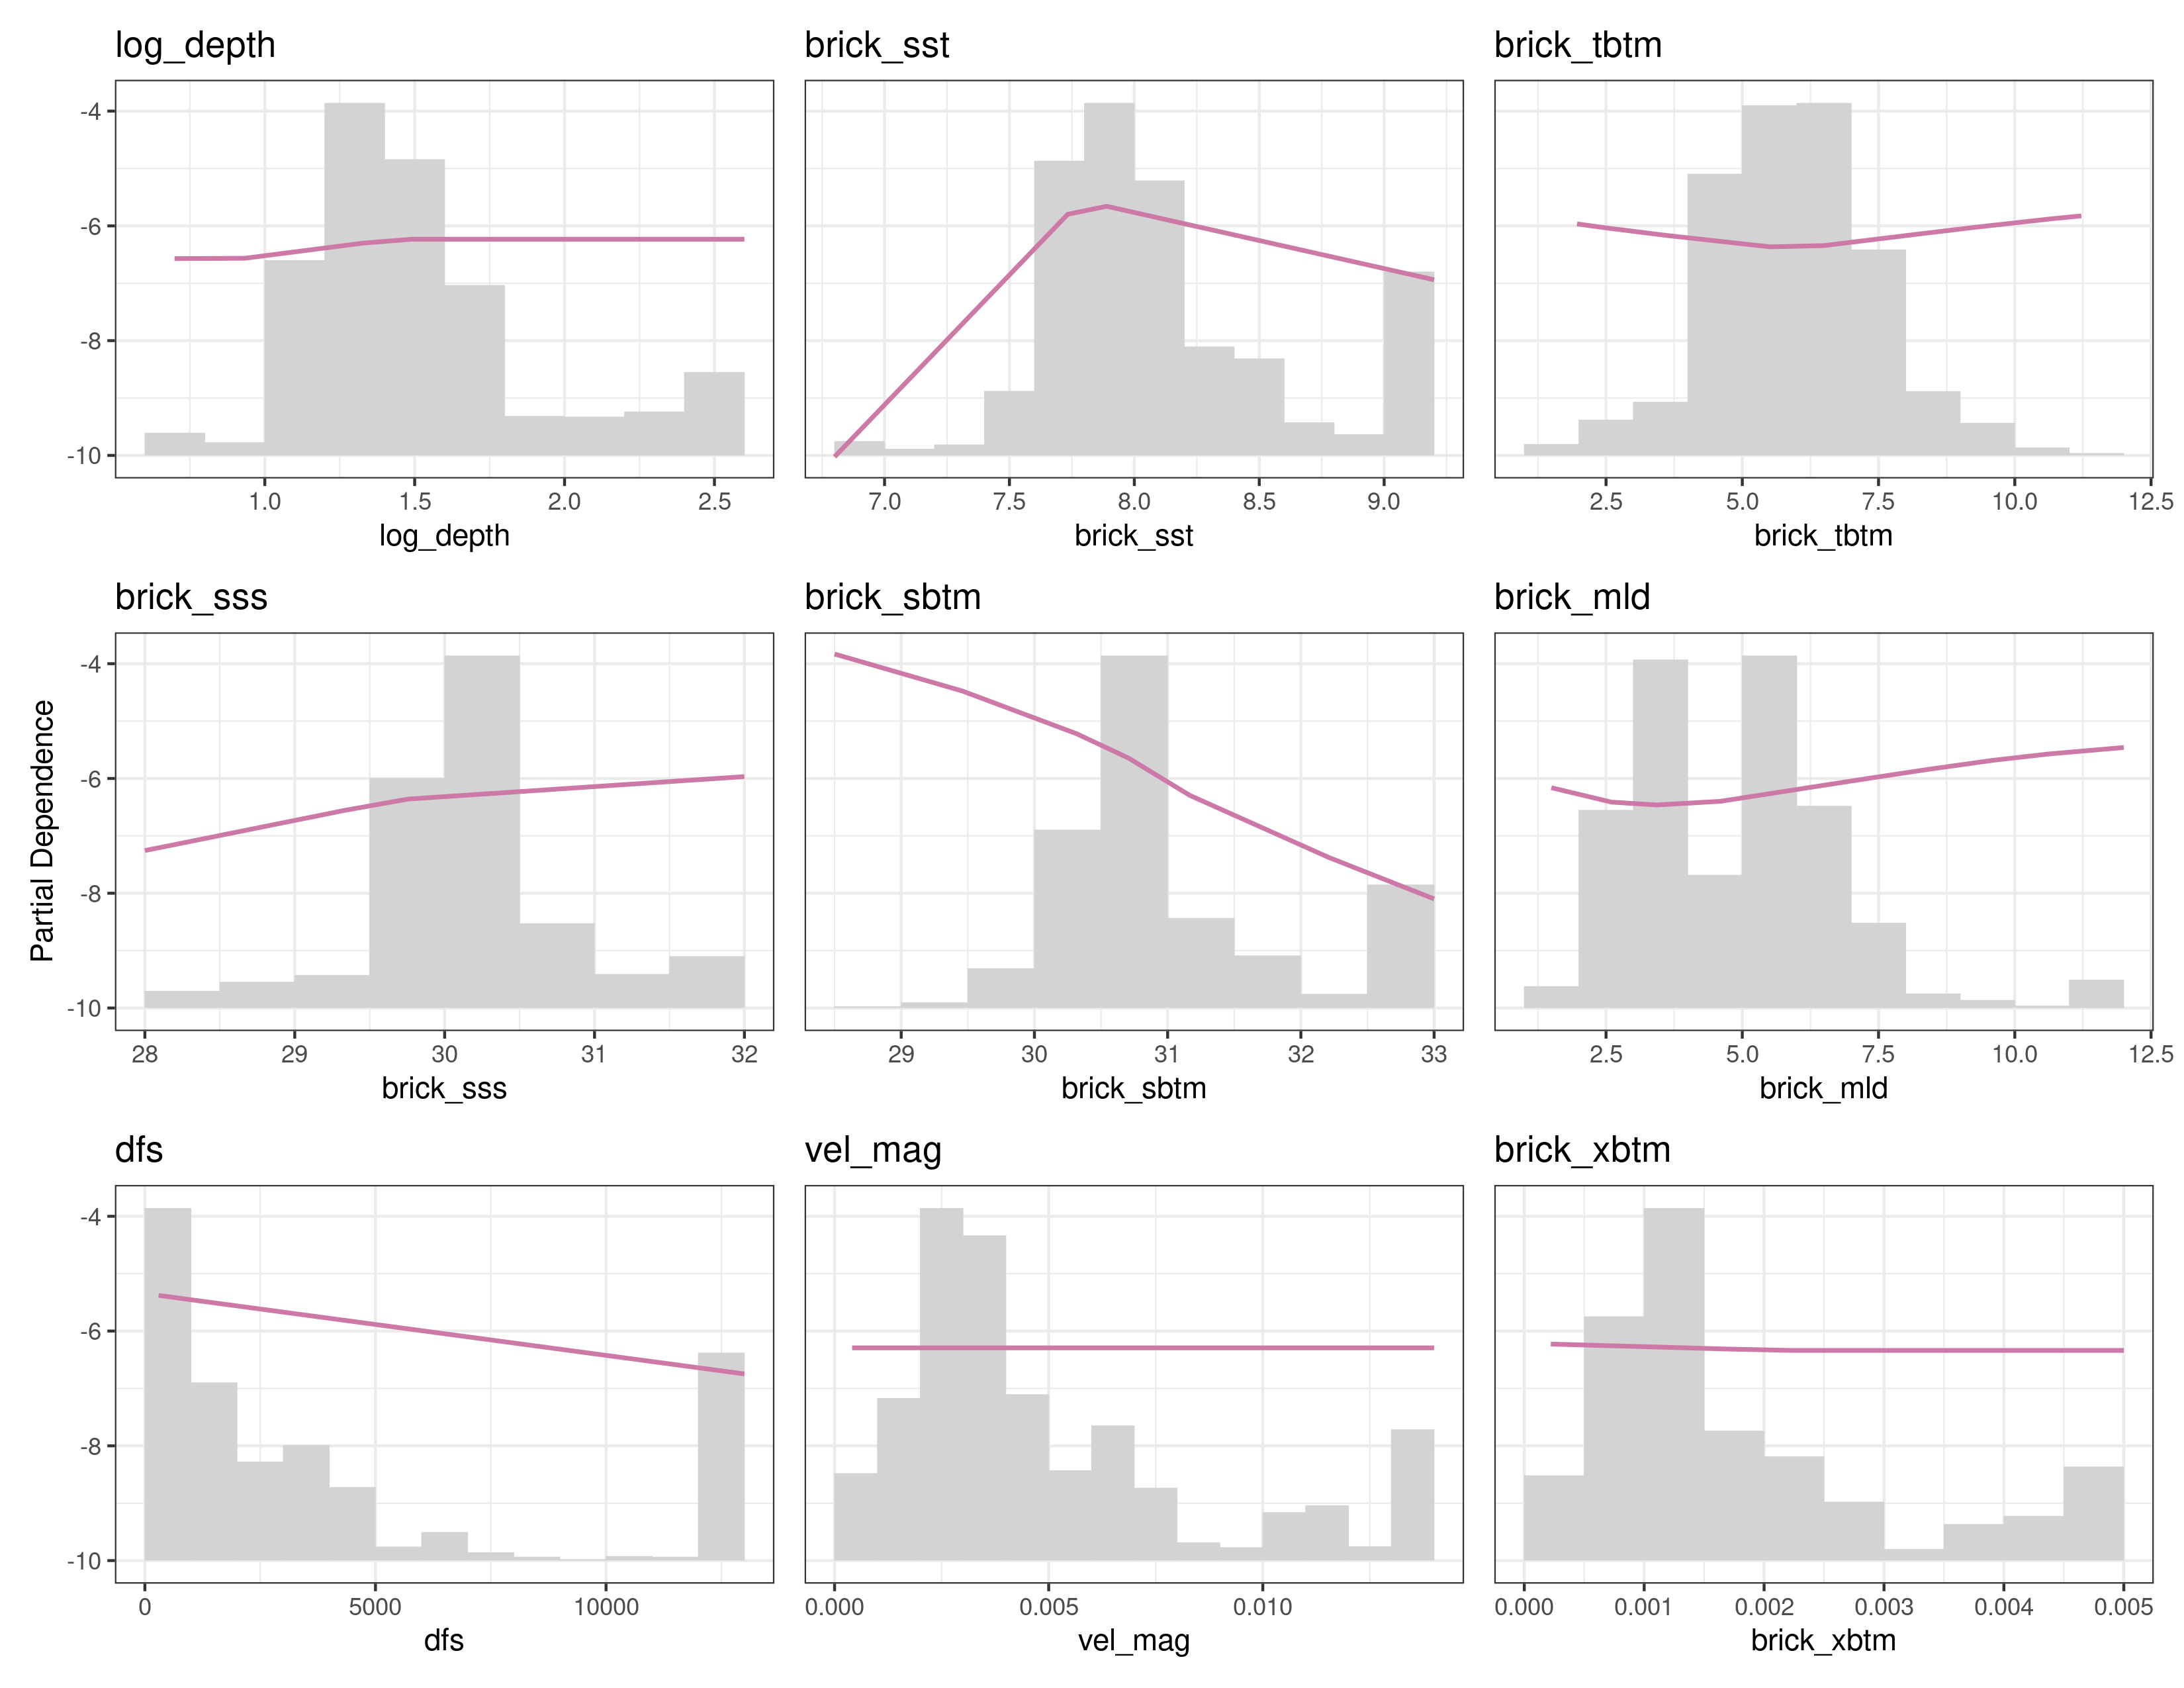 log_depth
brick_sst
brick_tbtm
-4
-6
-8
-10
1.0 1.5 2.0 2.5
7.0 7.5 8.0 8.5 9.0
2.5 5.0 7.5 10.0 12.5
log_depth
brick_sst
brick_tbtm
brick_sss
brick_sbtm
brick_mld
Partial Dependence
-4
-6
-8
-10
28 29 30 31 32
29 30 31 32 33
2.5 5.0 7.5 10.0 12.5
brick_sss
brick_sbtm
brick_mld
dfs
vel_mag
brick_xbtm
-4
-6
-8
-10
0 5000 10000
0.000 0.005 0.010
0.000 0.001 0.002 0.003 0.004 0.005
dfs
vel_mag
brick_xbtm